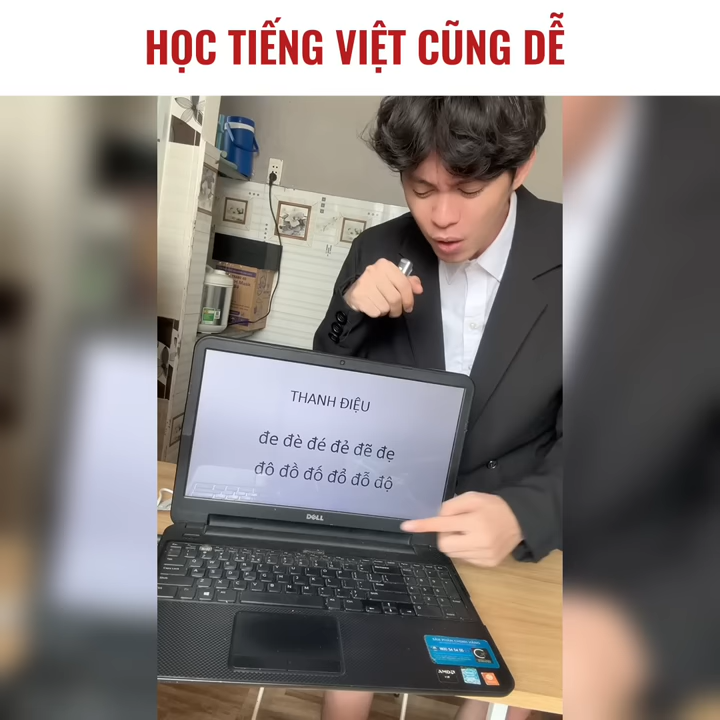 HỌC TIẾNG VIỆT CŨNG DỄ
THANH ĐIỆU
đe đè đé đẻ đẽ đẹ
đô đồ đố đổ đỗ độ
DELL
AMD